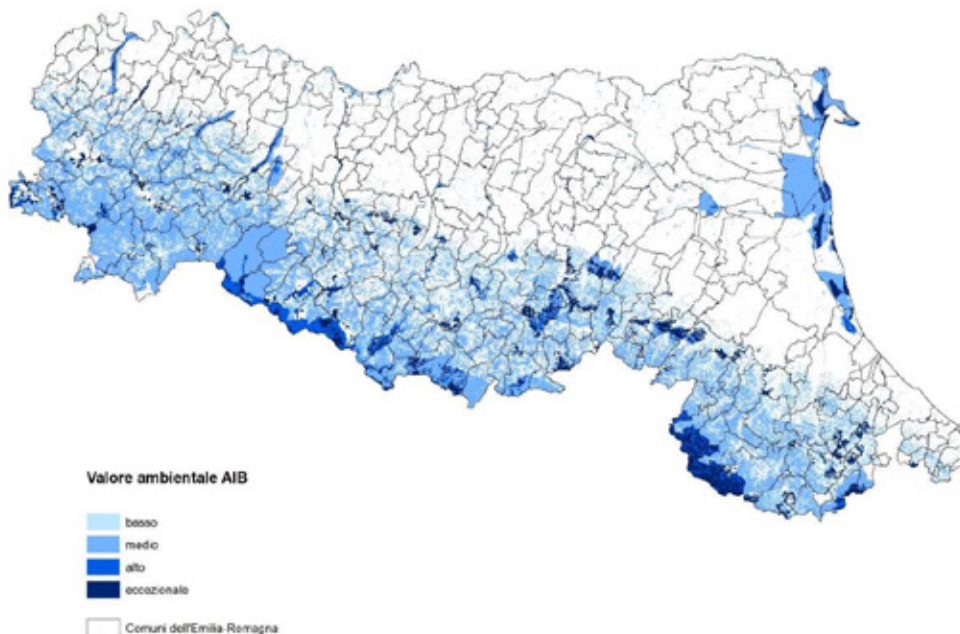 Valore ambientale AIB
basso
medio
alto
eccezionale
Comuni dell'Emilia-Romagna